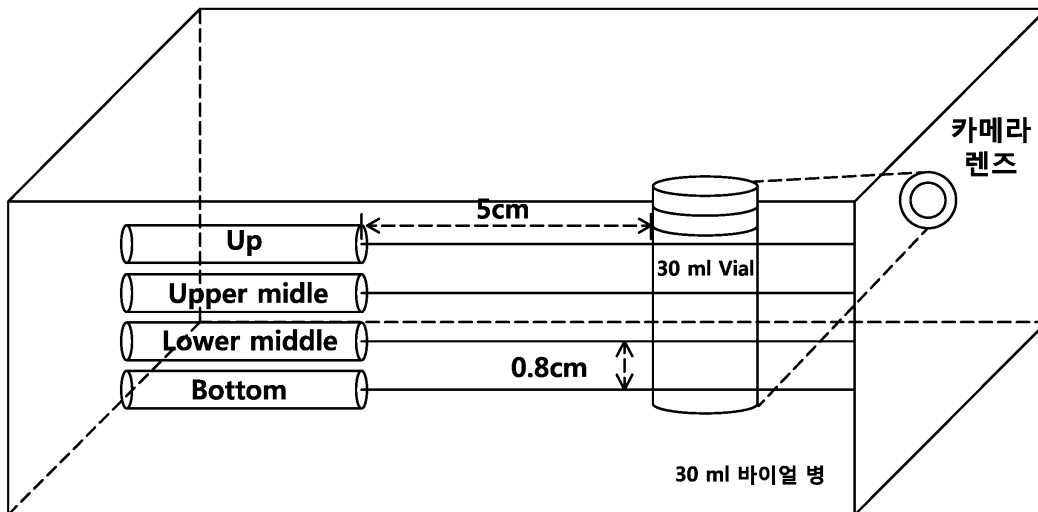 카메라
렌즈
5cm
Up
30 ml Vial
Upper midle
Lower middle
0.8cm
Bottom
30 ml 바이얼 병